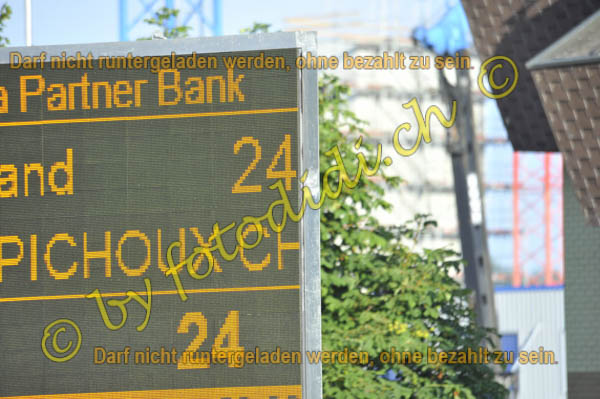 Darf nicht runtergeladen werden, ohne bezahlt zu sein.
a Partner Bank
and 24
PICHOUX CH
24
© by fotodidi.ch ©
Darf nicht runtergeladen werden, ohne bezahlt zu sein.